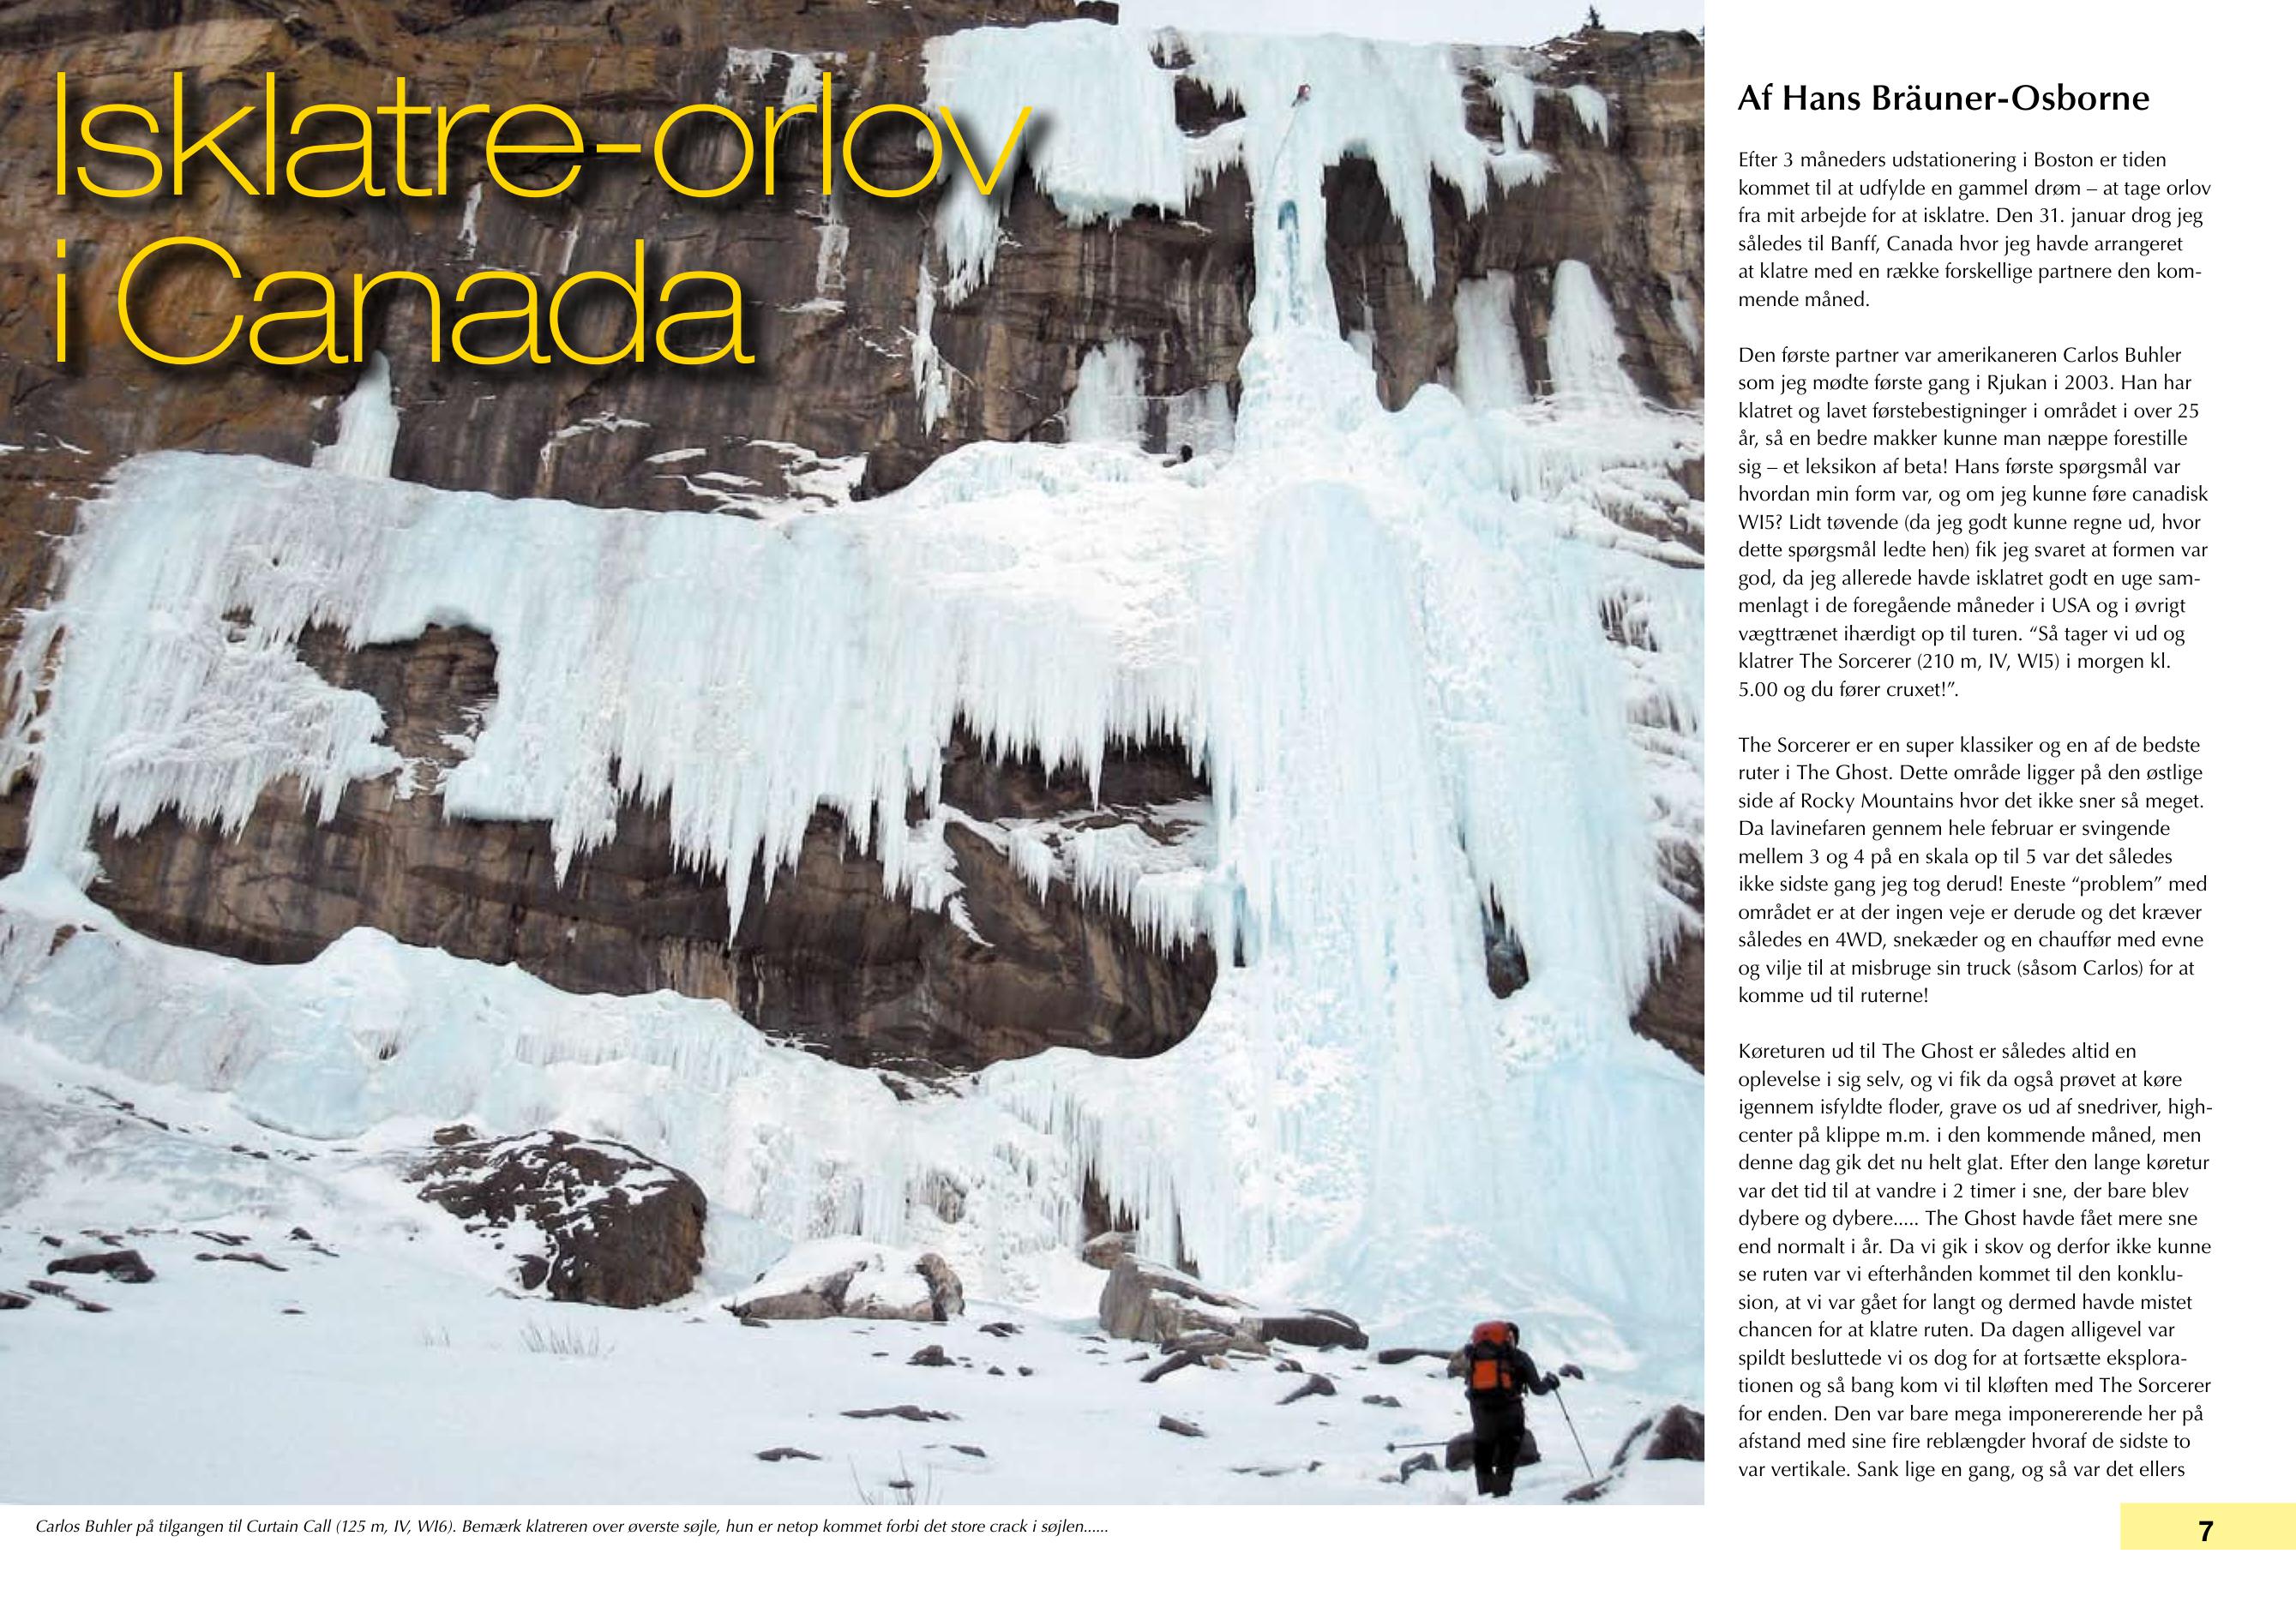 Isklatre-orlov
i Canada
Af Hans Bräuner-Osborne
Efter 3 måneders udstationering i Boston er tiden
kommet til at udfylde en gammel drøm – at tage orlov
fra mit arbejde for at isklatre. Den 31. januar drog jeg
således til Banff, Canada hvor jeg havde arrangeret
at klatre med en række forskellige partnere den kom-
mende måned.
Den første partner var amerikaneren Carlos Buhler
som jeg mødte første gang i Rjukan i 2003. Han har
klatret og lavet førstebestigninger i området i over 25
år, så en bedre makker kunne man næppe forestille
sig – et leksikon af beta! Hans første spørgsmål var
hvordan min form var, og om jeg kunne føre canadisk
WI5? Lidt tøvende (da jeg godt kunne regne ud, hvor
dette spørgsmål ledte hen) fik jeg svaret at formen var
god, da jeg allerede havde isklatret godt en uge sam-
menlagt i de foregående måneder i USA og i øvrigt
vægttrænet ihærdigt op til turen. “Så tager vi ud og
klatrer The Sorcerer (210 m, IV, WI5) i morgen kl.
5.00 og du fører cruxet!”.
The Sorcerer er en super klassiker og en af de bedste
ruter i The Ghost. Dette område ligger på den østlige
side af Rocky Mountains hvor det ikke sner så meget.
Da lavinefaren gennem hele februar er svingende
mellem 3 og 4 på en skala op til 5 var det således
ikke sidste gang jeg tog derud! Eneste “problem” med
området er at der ingen veje er derude og det kræver
således en 4WD, snekæder og en chauffør med evne
og vilje til at misbruge sin truck (såsom Carlos) for at
komme ud til ruterne!
Køreturen ud til The Ghost er således altid en
oplevelse i sig selv, og vi fik da også prøvet at køre
igennem isfyldte floder, grave os ud af snedriver, high-
center på klippe m.m. i den kommende måned, men
denne dag gik det nu helt glat. Efter den lange køretur
var det tid til at vandre i 2 timer i sne, der bare blev
dybere og dybere..... The Ghost havde fået mere sne
end normalt i år. Da vi gik i skov og derfor ikke kunne
se ruten var vi efterhånden kommet til den konklu-
sion, at vi var gået for langt og dermed havde mistet
chancen for at klatre ruten. Da dagen alligevel var
spildt besluttede vi os dog for at fortsætte eksplora-
tionen og så bang kom vi til kløften med The Sorcerer
for enden. Den var bare mega imponererende her på
afstand med sine fire reblængder hvoraf de sidste to
var vertikale. Sank lige en gang, og så var det ellers
Carlos Buhler på tilgangen til Curtain Call (125 m, IV, WI6). Bemærk klatreren over øverste søjle, hun er netop kommet forbi det store crack i søjlen......
7